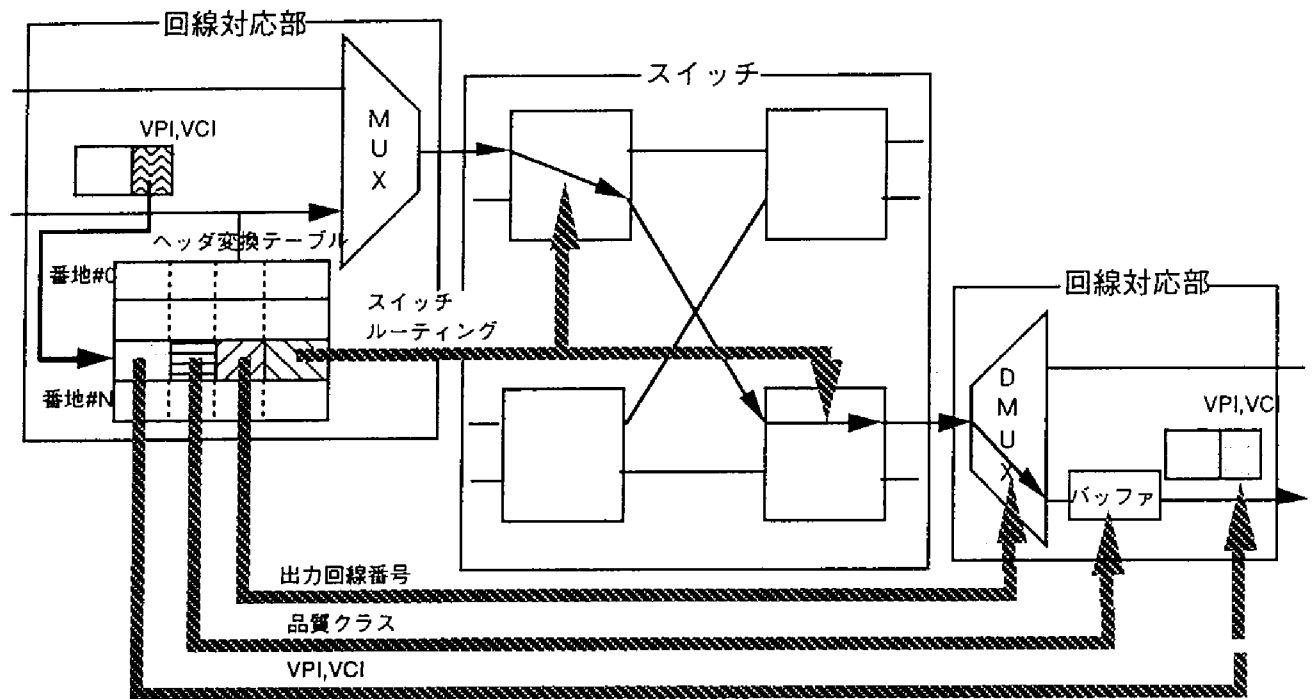 回線対応部
スイッチ
VPI,VCI
MUX
ヘッダ変換テーブル
番地#0
スイッチ
ルーティング
番地#N
回線対応部
DMUX
VPI,VCI
バッファ
出力回線番号
品質クラス
VPI,VCI